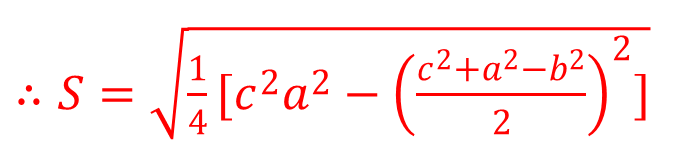 ∴ S = √(1/4 [c²a² − ((c²+a²−b²)/2)²])